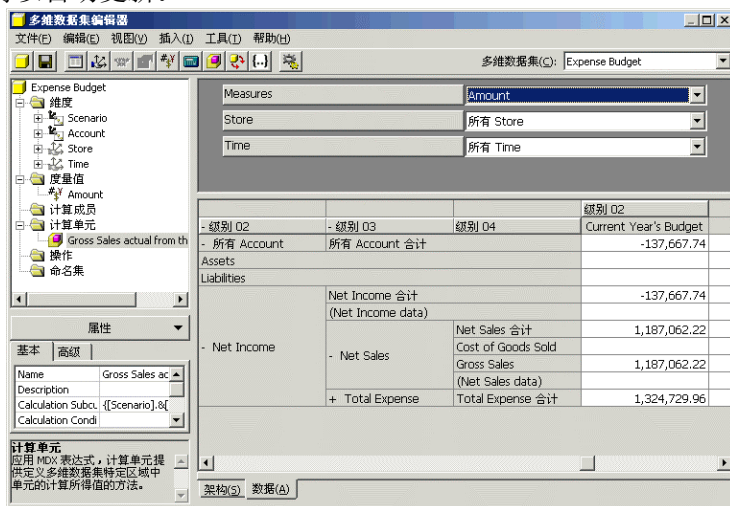 多维数据集编辑器
文件(F) 编辑(E) 视图(V) 插入(I) 工具(T) 帮助(H)
多维数据集(C): Expense Budget
Expense Budget
维度
Scenario
Account
Store
Time
度量值
Amount
计算成员
计算单元
Gross Sales actual from th
操作
命名集
属性
基本 高级
Name Gross Sales ac
Description
Calculation Subcu {[Scenario].&[
Calculation Condi
计算单元
应用 MDX 表达式，计算单元提
供定义多维数据集特定区域中
单元的计算所得值的方法。
Measures Amount
Store 所有 Store
Time 所有 Time
级别 02
- 级别 02 - 级别 03 级别 04 Current Year's Budget
- 所有 Account 所有 Account 合计 -137,667.74
Assets
Liabilities
Net Income 合计 -137,667.74
(Net Income data)
Net Sales 合计 1,187,062.22
- Net Income - Net Sales Cost of Goods Sold
Gross Sales 1,187,062.22
(Net Sales data)
+ Total Expense Total Expense 合计 1,324,729.96
架构(S) 数据(A)